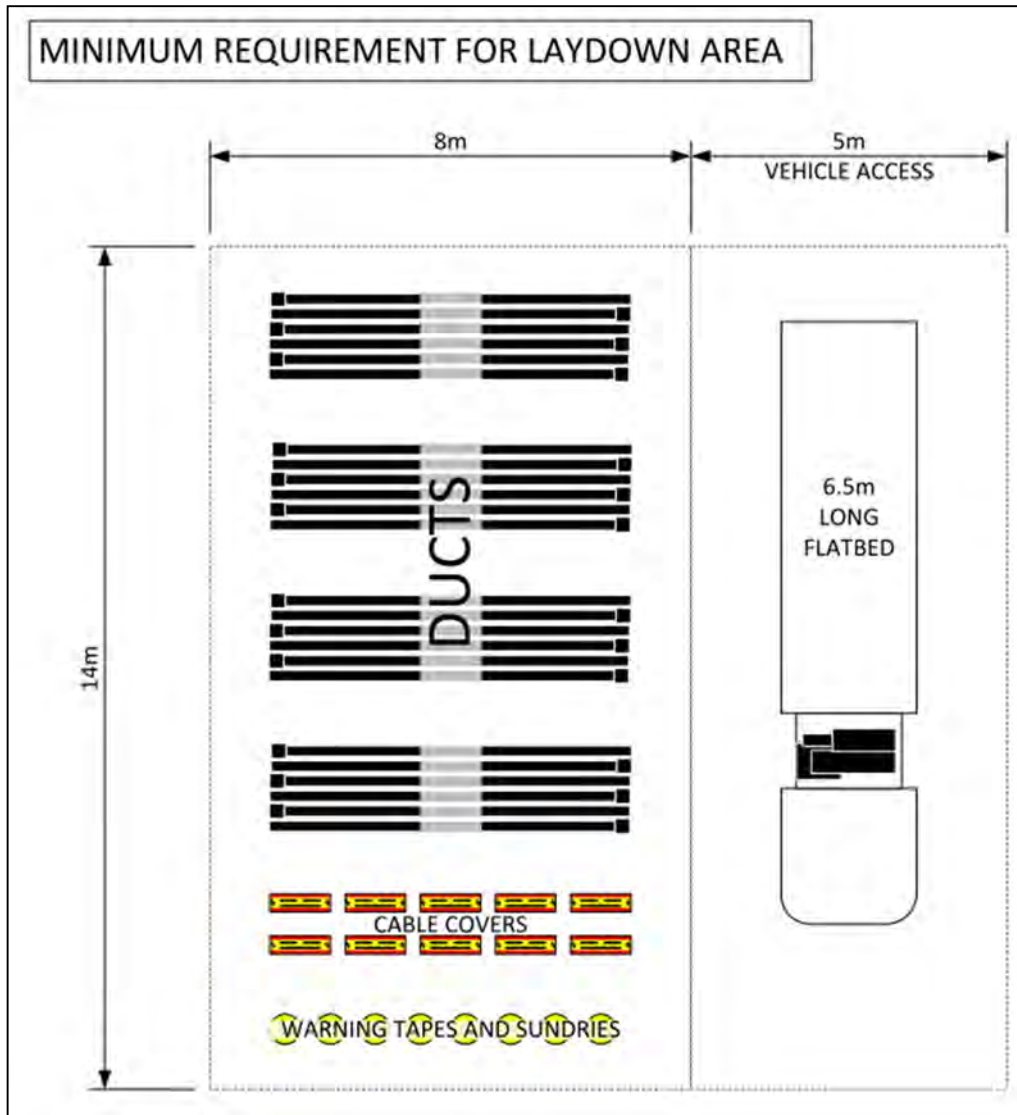 MINIMUM REQUIREMENT FOR LAYDOWN AREA
8m
5m
VEHICLE ACCESS
14m
DUCTS
6.5m
LONG
FLATBED
CABLE COVERS
WARNING TAPES AND SUNDRIES